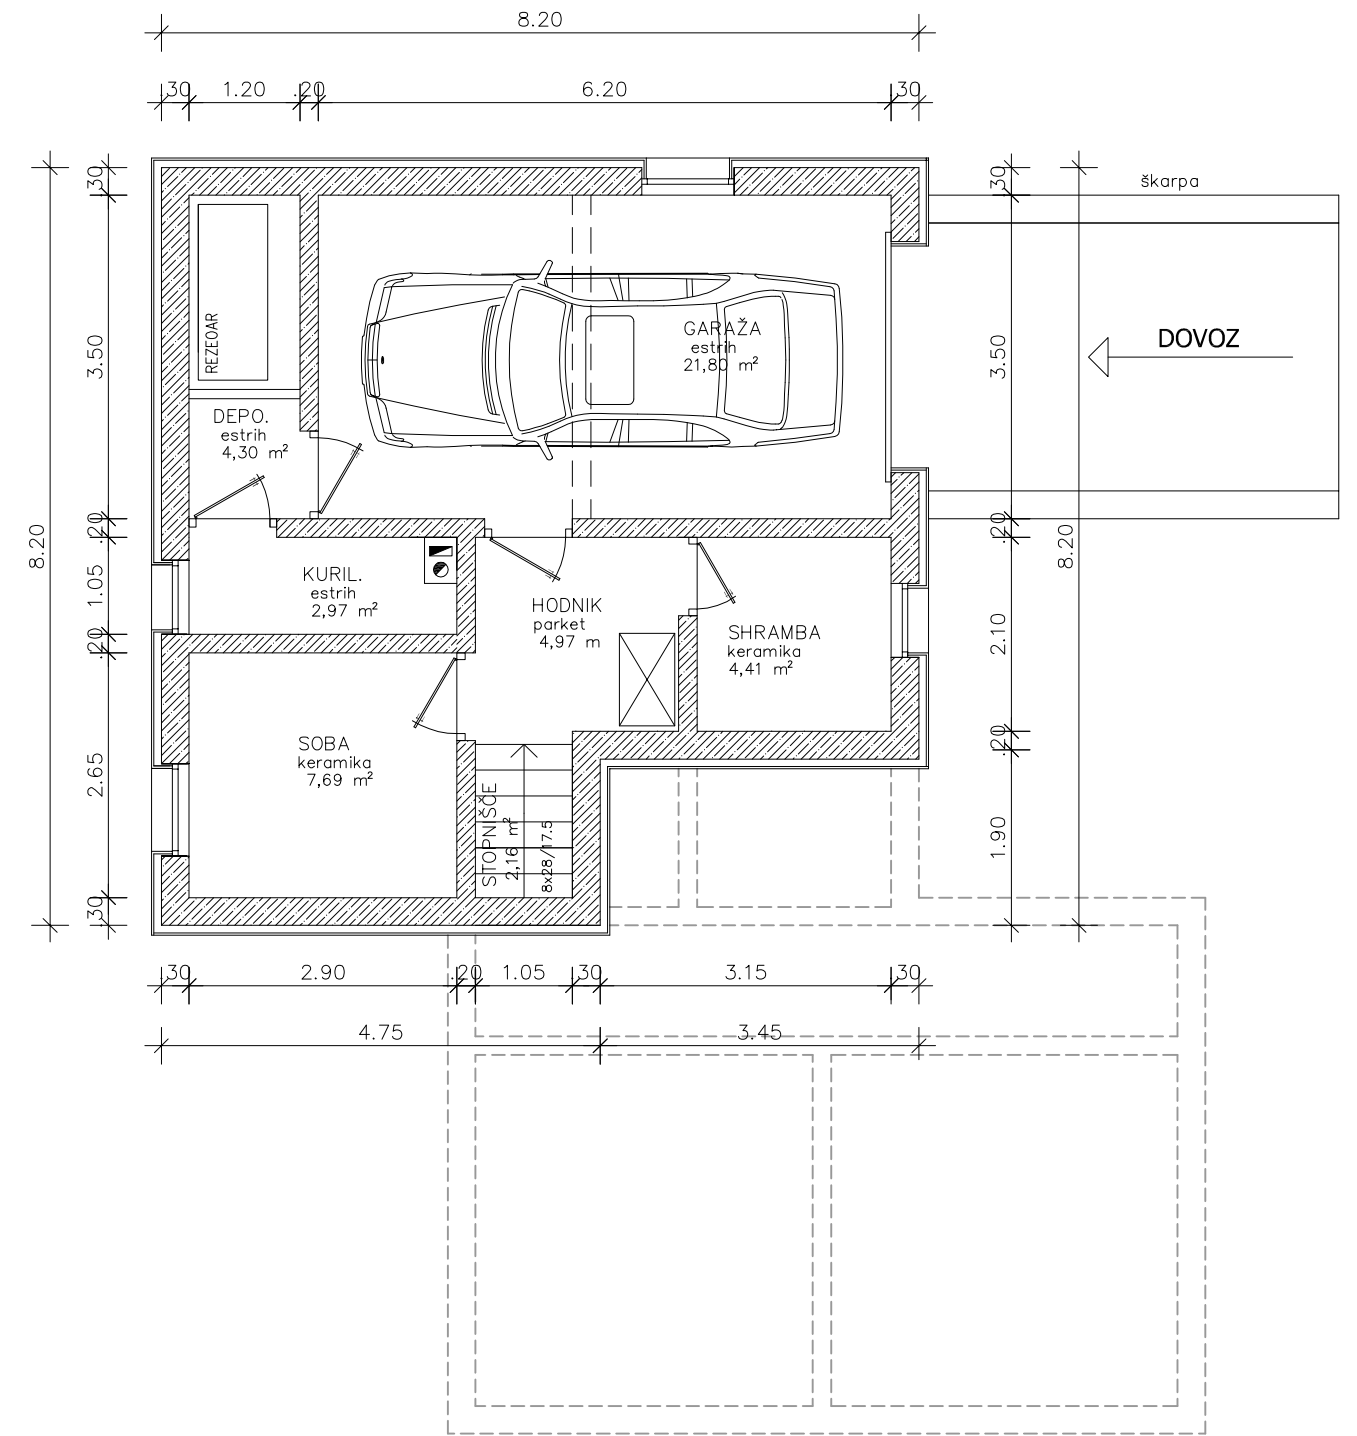 8.20
.30 1.20 .20 6.20 .30
.30
3.50
.20
1.05
.20
2.65
.30
8.20
REZEOAR
DEPO.
estrih
4,30 m²
GARAŽA
estrih
21,80 m²
škarpa
DOVOZ
.30
3.50
.20
2.10
.20
1.90
8.20
KURIL.
estrih
2,97 m²
HODNIK
parket
4,97 m
SHRAMBA
keramika
4,41 m²
SOBA
keramika
7,69 m²
STOPNIŠČE
2,16 m²
8x28/17.5
.30 2.90 .20 1.05 .30 3.15 .30
4.75 3.45